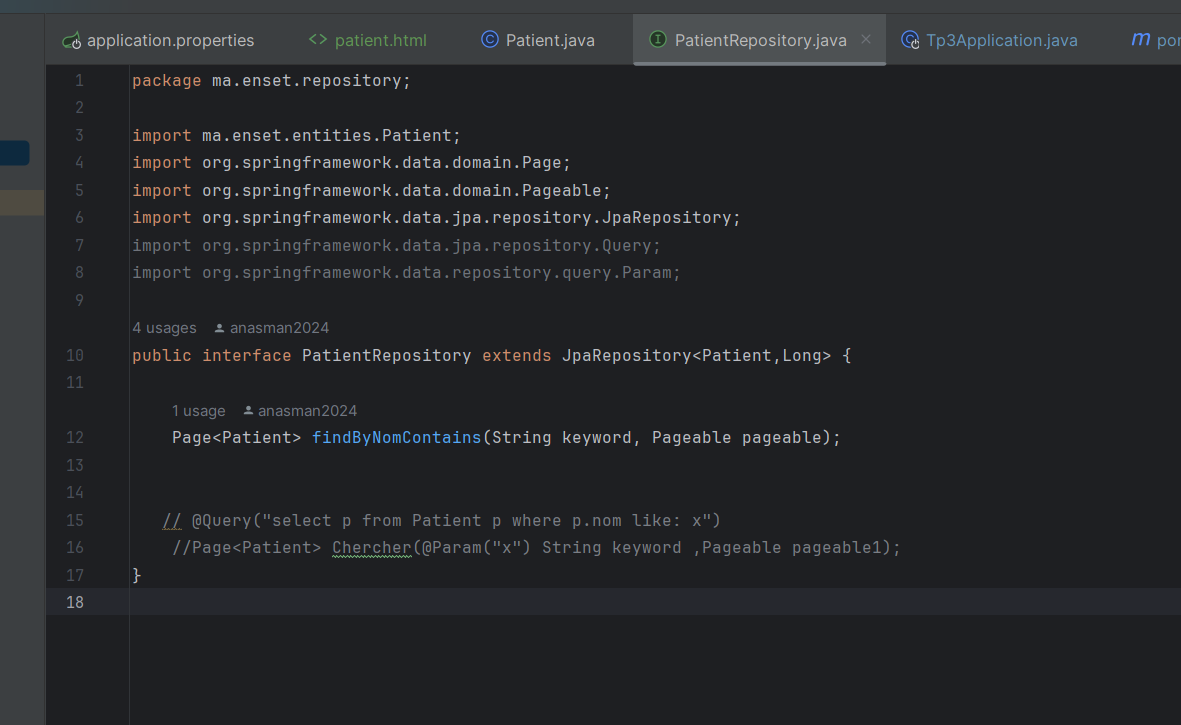 application.properties <> patient.html Patient.java PatientRepository.java × Tp3Application.java m
1 package ma.enset.repository;
2
3 import ma.enset.entities.Patient;
4 import org.springframework.data.domain.Page;
5 import org.springframework.data.domain.Pageable;
6 import org.springframework.data.jpa.repository.JpaRepository;
7 import org.springframework.data.jpa.repository.Query;
8 import org.springframework.data.repository.query.Param;
9
4 usages anasman2024
10 public interface PatientRepository extends JpaRepository<Patient,Long> {
11
1 usage anasman2024
12 Page<Patient> findByNomContains(String keyword, Pageable pageable);
13
14
15 // @Query("select p from Patient p where p.nom like: x")
16 //Page<Patient> Chercher(@Param("x") String keyword ,Pageable pageable1);
17 }
18